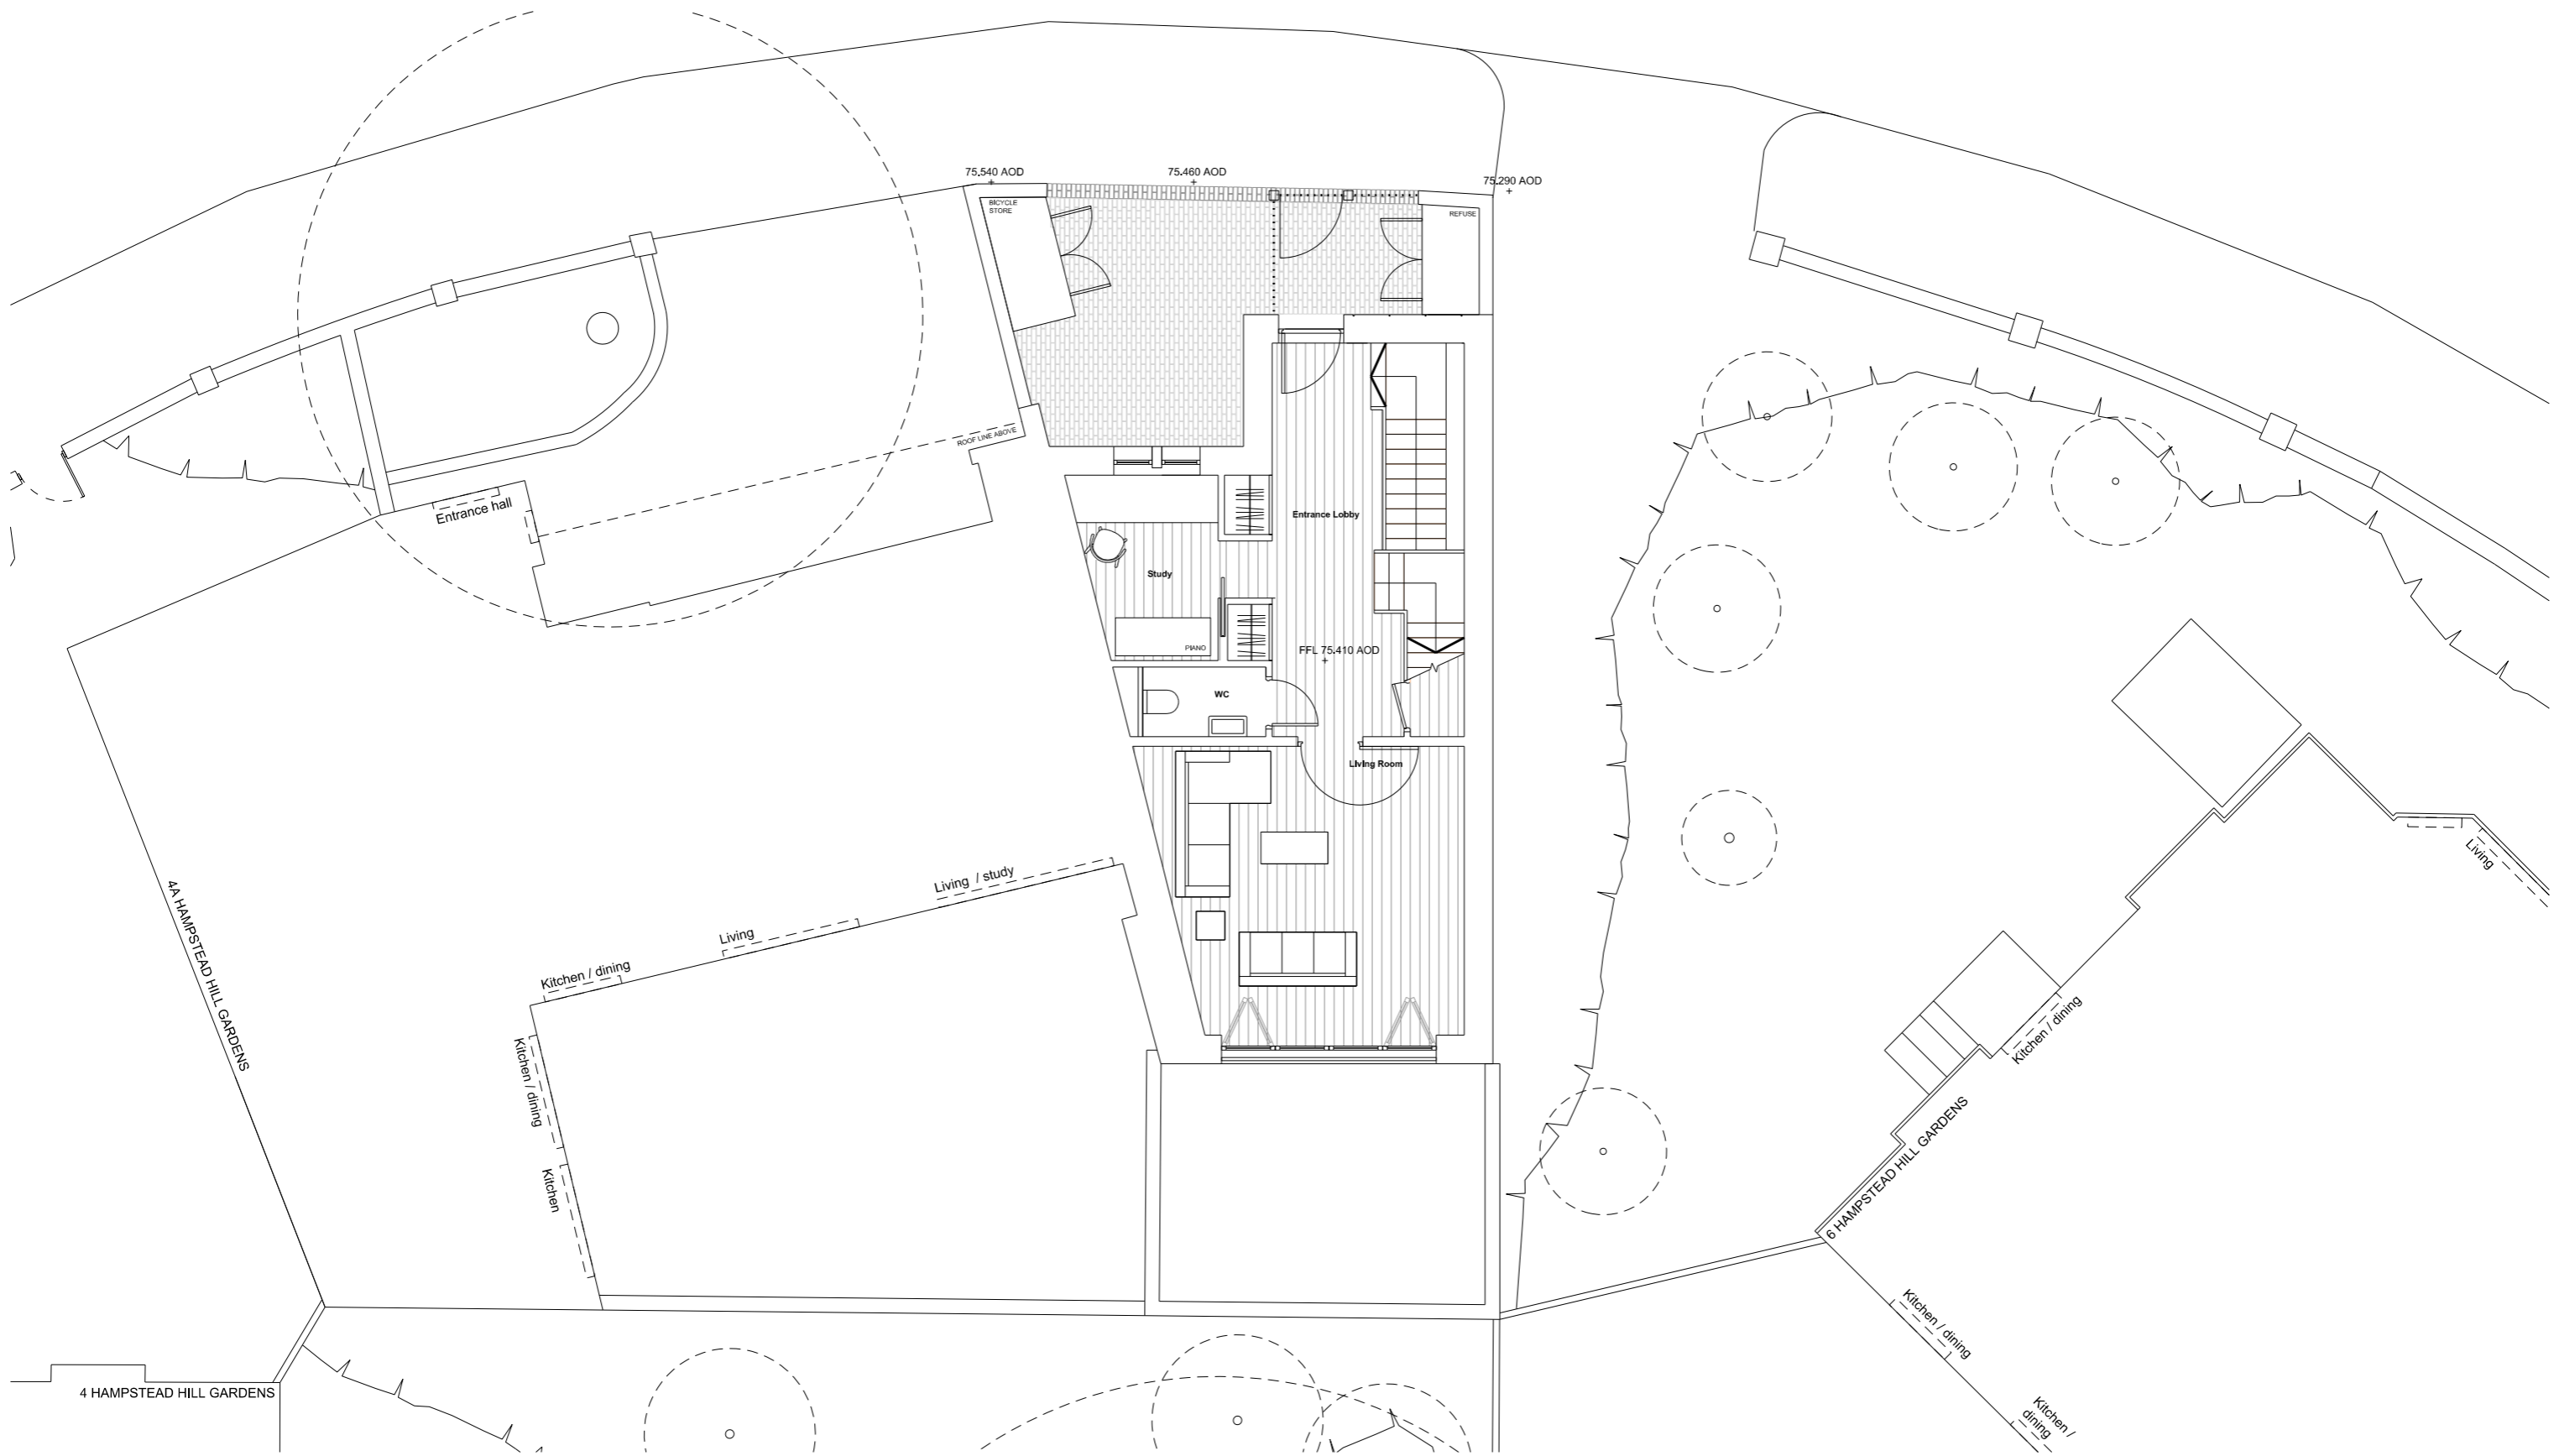 75.540 AOD
75.460 AOD
75.290 AOD
BICYCLE
STORE
REFUSE
ROOF LINE ABOVE
Entrance hall
Entrance Lobby
Study
PIANO
FFL 75.410 AOD
WC
Living Room
Living / study
Living
Kitchen / dining
Kitchen / dining
Kitchen
4A HAMPSTEAD HILL GARDENS
4 HAMPSTEAD HILL GARDENS
Living
Kitchen / dining
6 HAMPSTEAD HILL GARDENS
Kitchen / dining
Kitchen /
dining